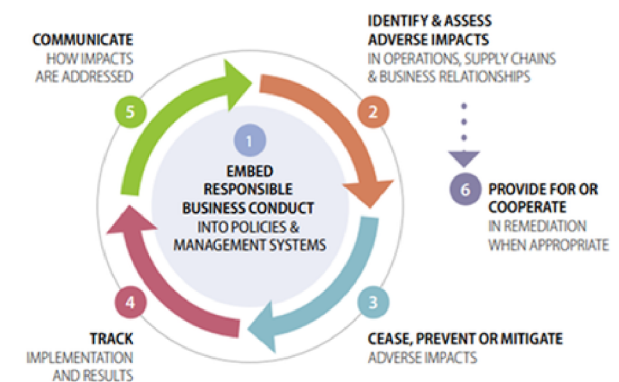 1
EMBED
RESPONSIBLE
BUSINESS CONDUCT
INTO POLICIES &
MANAGEMENT SYSTEMS
2
IDENTIFY & ASSESS
ADVERSE IMPACTS
IN OPERATIONS, SUPPLY CHAINS
& BUSINESS RELATIONSHIPS
3
CEASE, PREVENT OR MITIGATE
ADVERSE IMPACTS
4
TRACK
IMPLEMENTATION
AND RESULTS
5
COMMUNICATE
HOW IMPACTS
ARE ADDRESSED
6
PROVIDE FOR OR
COOPERATE
IN REMEDIATION
WHEN APPROPRIATE